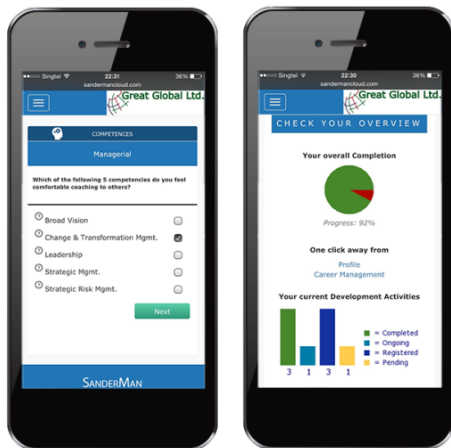 Singtel 22:31 36%
sandermancloud.com
Great Global Ltd.
COMPETENCES
Managerial
Which of the following 5 competencies do you feel
comfortable coaching to others?
Broad Vision
Change & Transformation Mgmt.
Leadership
Strategic Mgmt.
Strategic Risk Mgmt.
Next
SANDERMAN
Singtel 22:30 36%
sandermancloud.com
Great Global Ltd.
CHECK YOUR OVERVIEW
Your overall Completion
Progress: 92%
One click away from
Profile
Career Management
Your current Development Activities
= Completed
= Ongoing
= Registered
= Pending
3 1 3 1